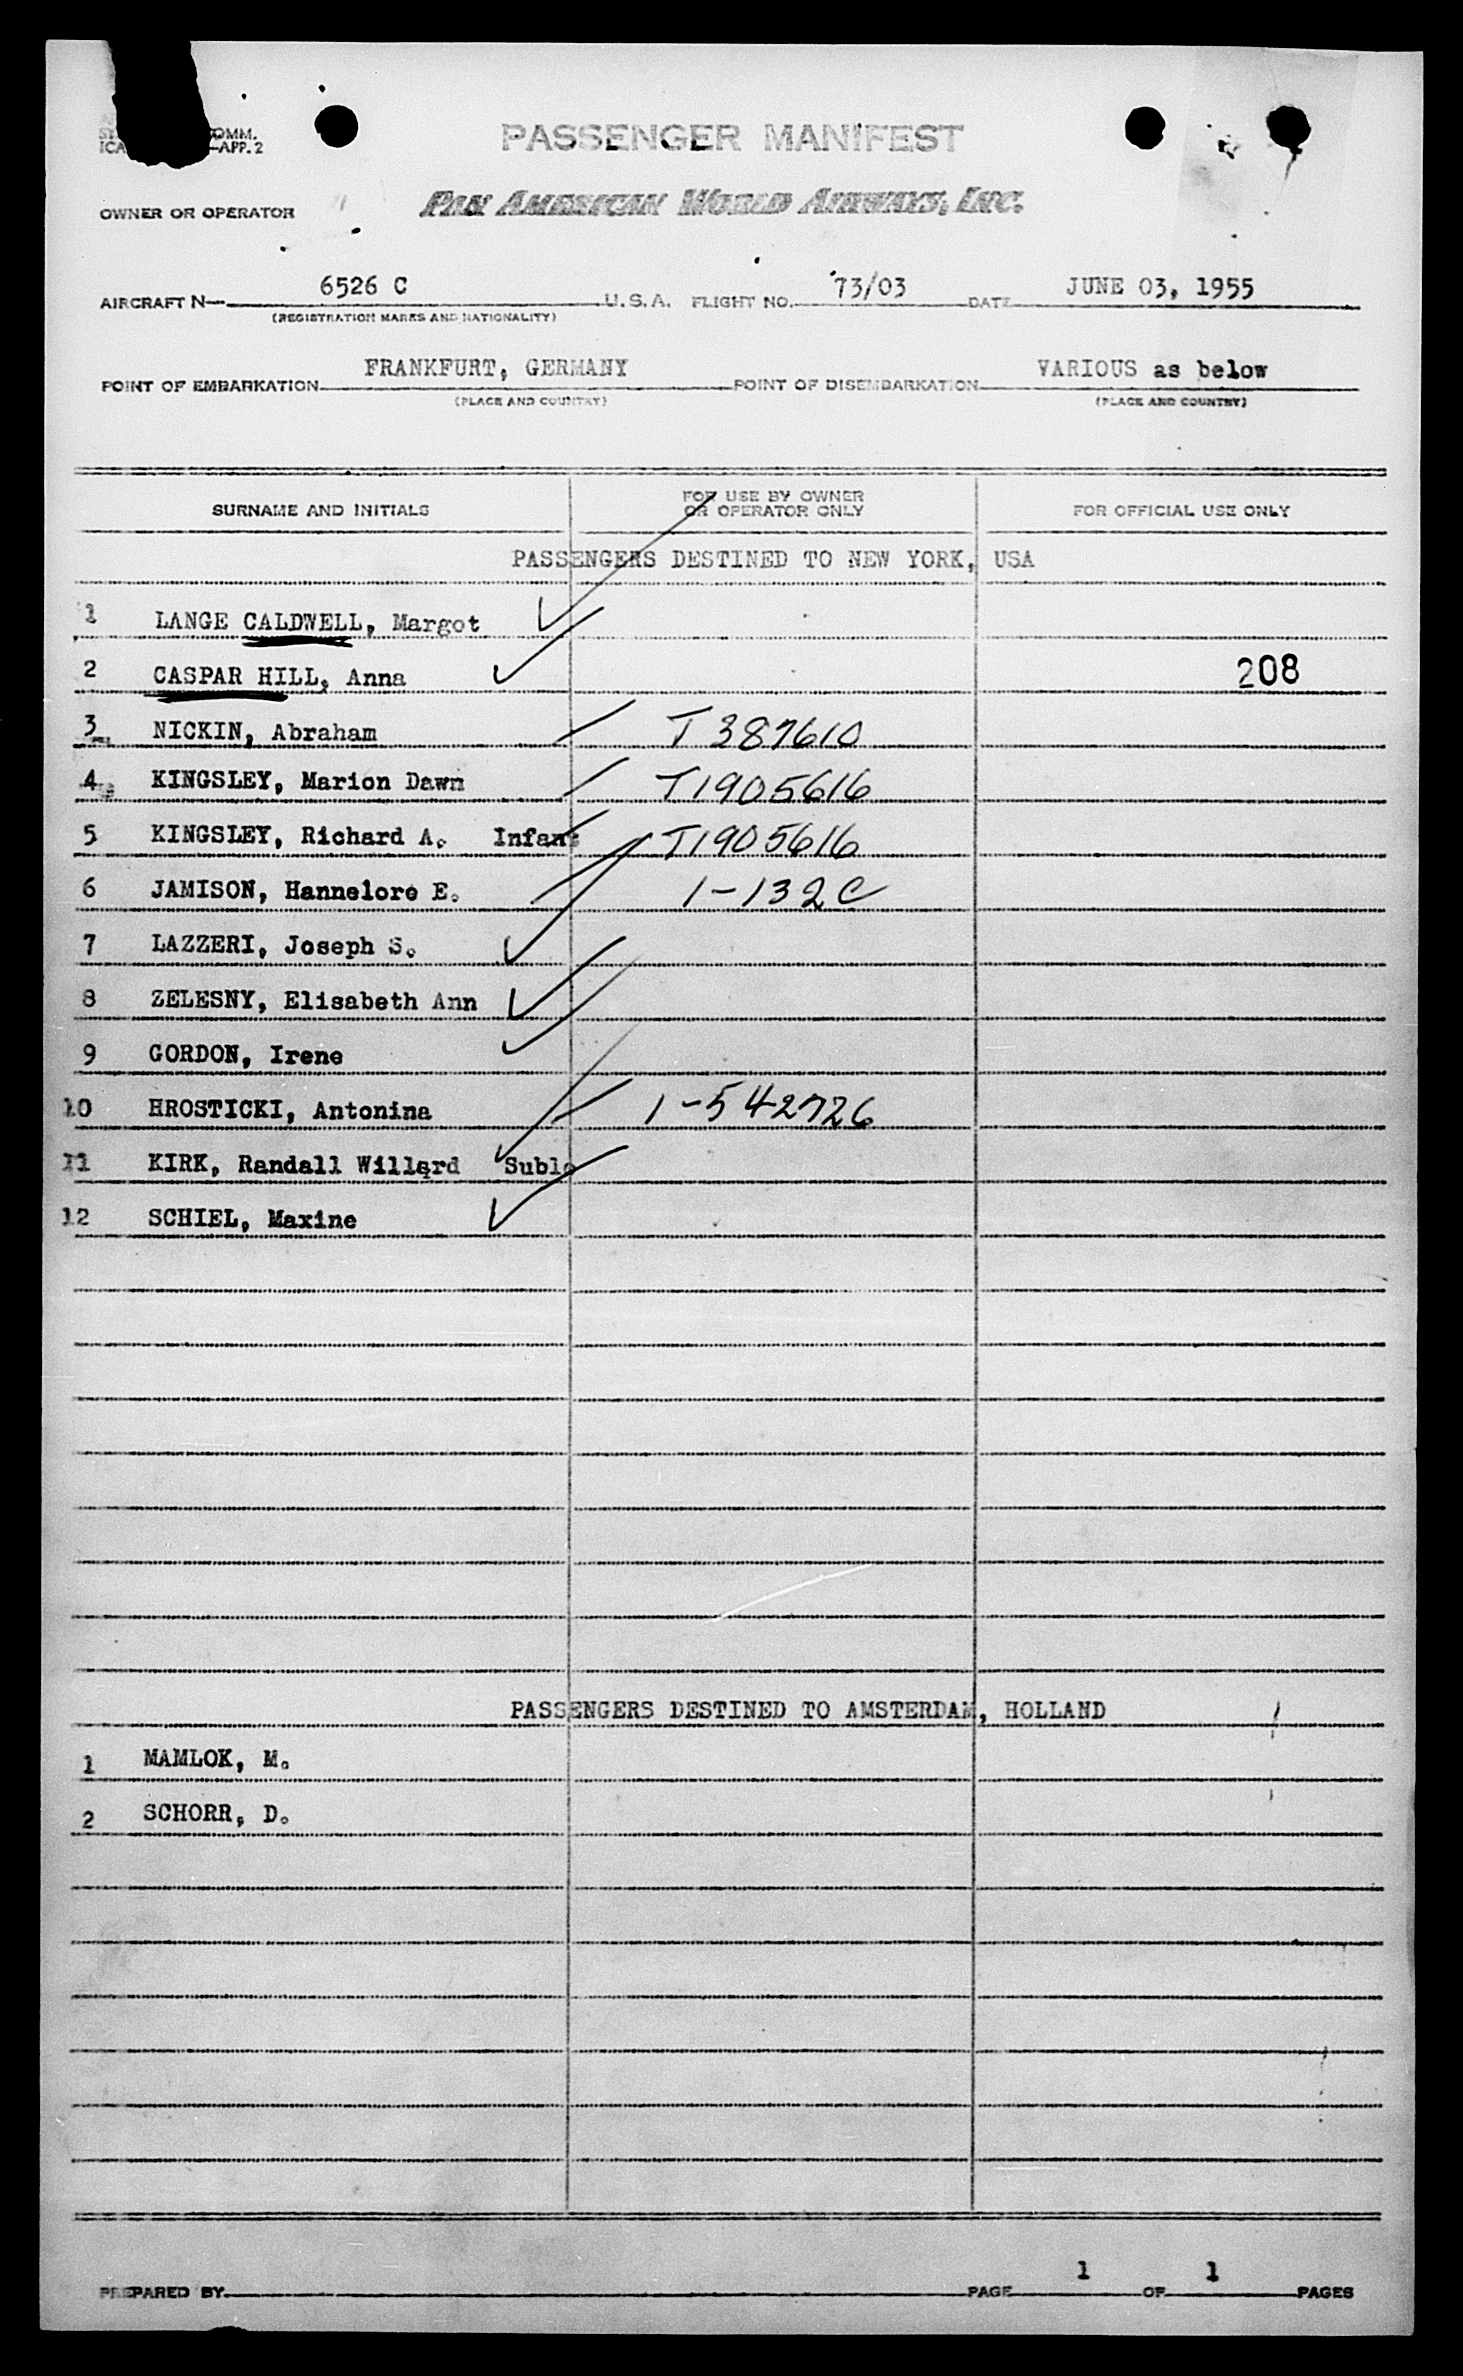 OMM.
ICA -APP.2
PASSENGER MANIFEST
OWNER OR OPERATOR PAN AMERICAN WORLD AIRWAYS, INC.
AIRCRAFT N— 6526 C U.S.A. FLIGHT NO. 73/03 DATE JUNE 03, 1955
(REGISTRATION MARKS AND NATIONALITY)
POINT OF EMBARKATION FRANKFURT, GERMANY POINT OF DISEMBARKATION VARIOUS as below
(PLACE AND COUNTRY) (PLACE AND COUNTRY)
SURNAME AND INITIALS FOR USE BY OWNER OR OPERATOR ONLY FOR OFFICIAL USE ONLY
PASSENGERS DESTINED TO NEW YORK, USA
1 LANGE CALDWELL, Margot
2 CASPAR HILL, Anna 208
3 NICKIN, Abraham T387610
4 KINGSLEY, Marion Dawn T1905616
5 KINGSLEY, Richard A. Infant T1905616
6 JAMISON, Hannelore E. 1-132C
7 LAZZERI, Joseph S.
8 ZELESNY, Elisabeth Ann
9 GORDON, Irene
10 HROSTICKI, Antonina 1-542726
11 KIRK, Randall Willard Sublo
12 SCHIEL, Maxine
PASSENGERS DESTINED TO AMSTERDAM, HOLLAND
1 MAMLOK, M.
2 SCHORR, D.
PREPARED BY PAGE 1 OF 1 PAGES